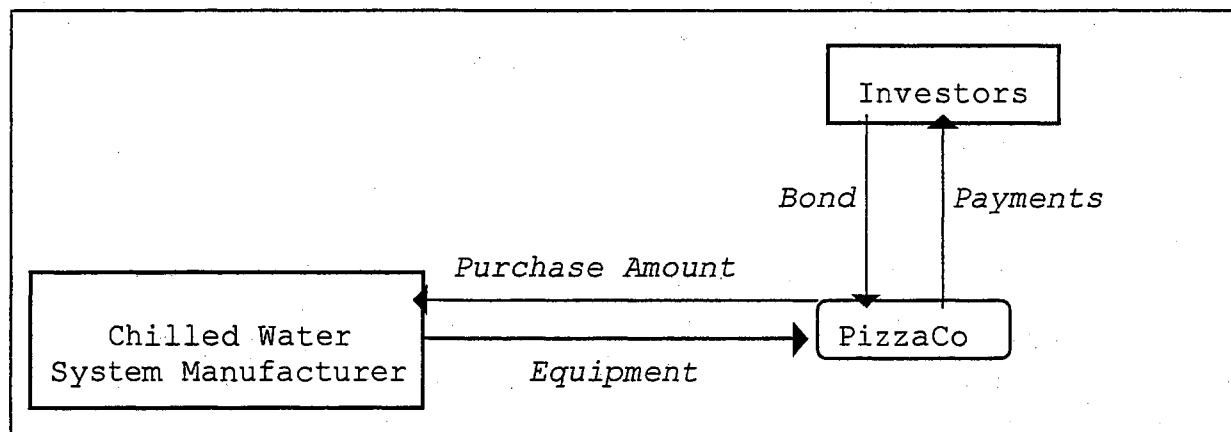 Investors
Bond
Payments
Purchase Amount
Chilled Water
System Manufacturer
PizzaCo
Equipment